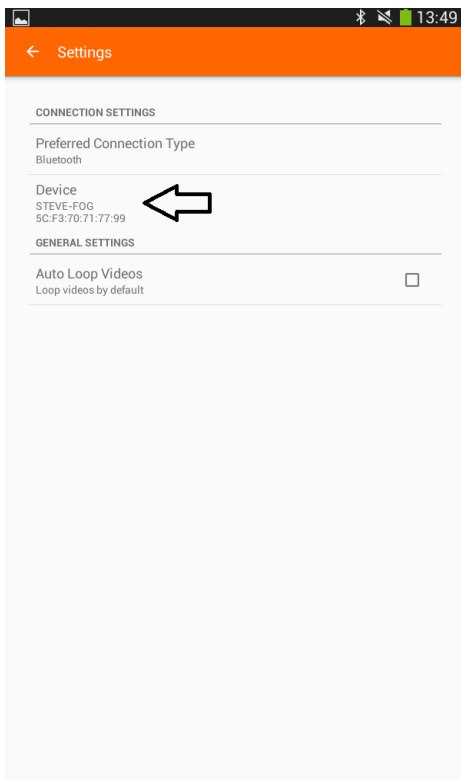 13:49
Settings
CONNECTION SETTINGS
Preferred Connection Type
Bluetooth
Device
STEVE-FOG
5C:F3:70:71:77:99
GENERAL SETTINGS
Auto Loop Videos
Loop videos by default